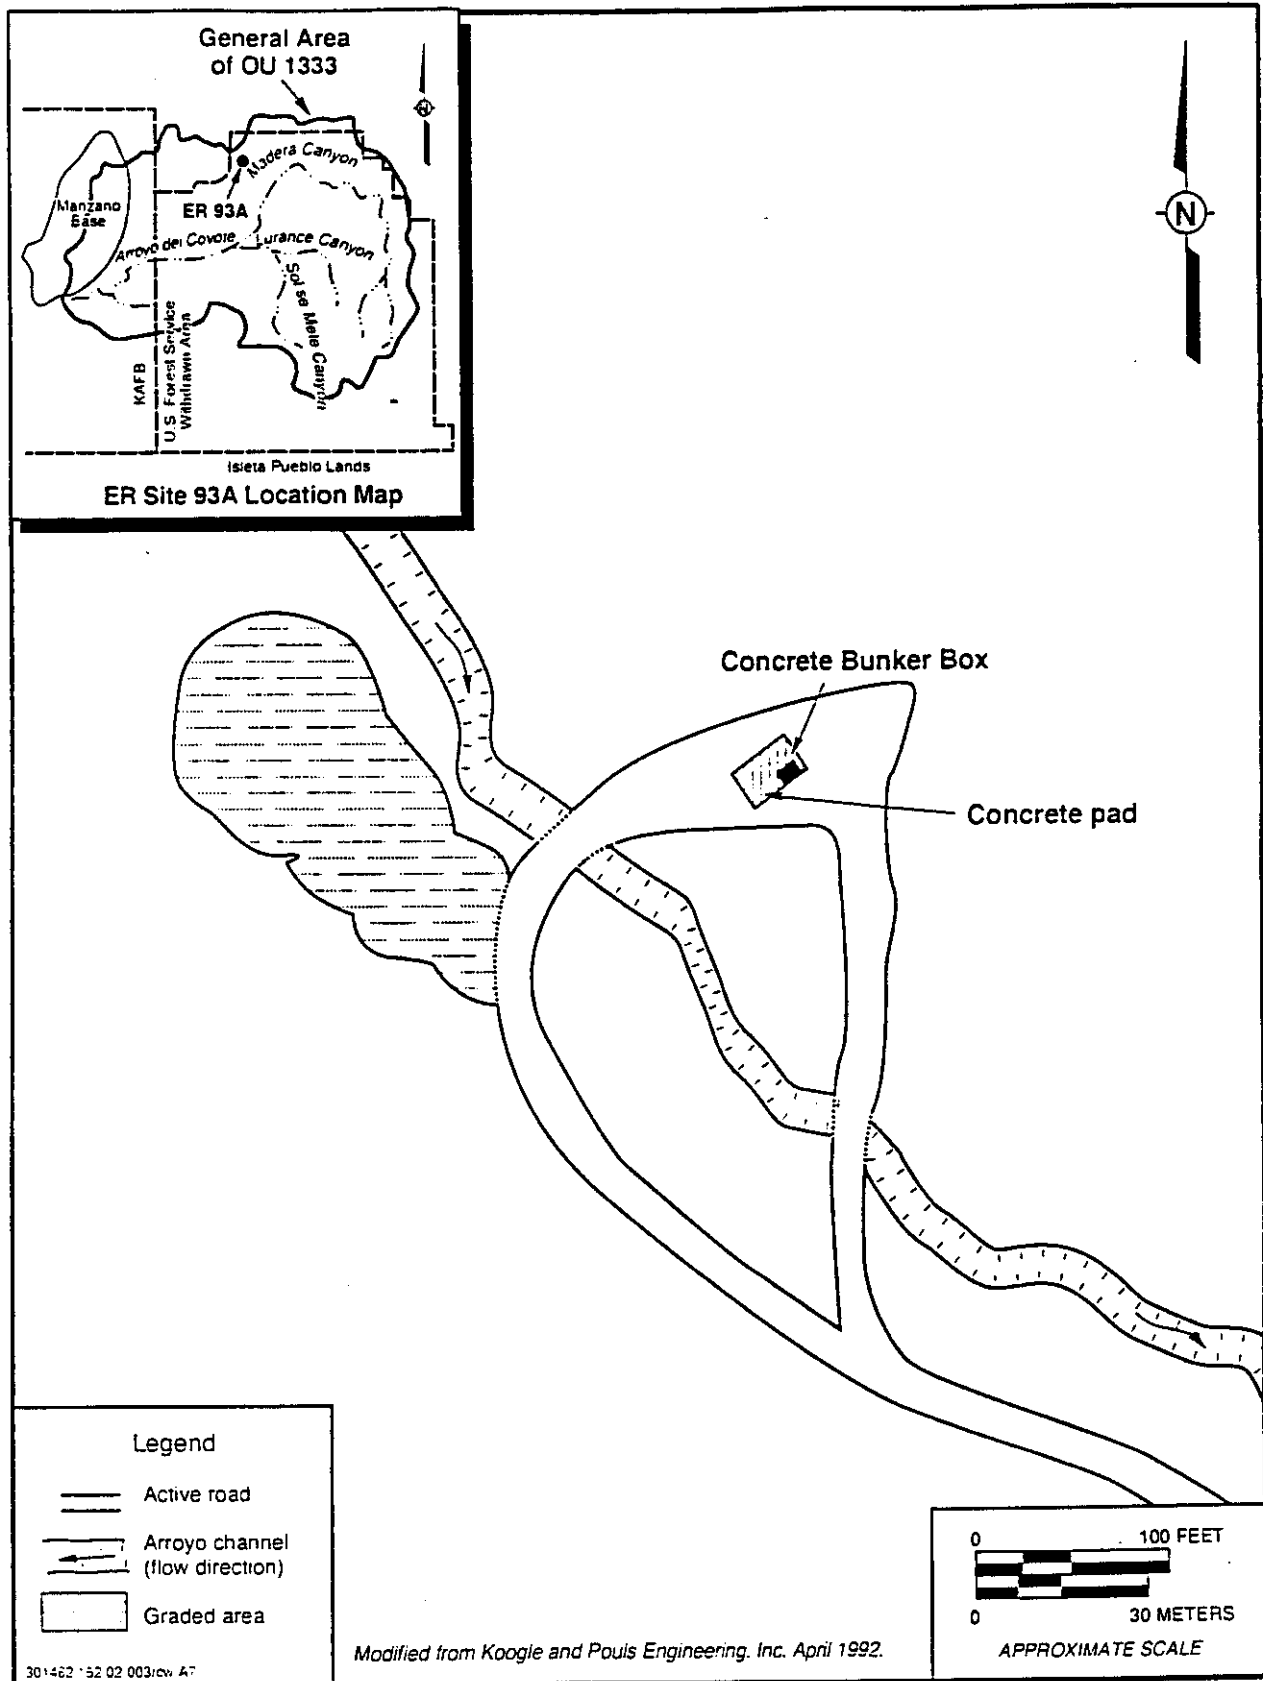 General Area
of OU 1333
Madera Canyon
ER 93A
Manzano
Base
Arroyo del Coyote
Lurance Canyon
Sol se Mete Canyon
KAFB
U.S. Forest Service
Withdrawn Area
Isleta Pueblo Lands
ER Site 93A Location Map
N
Concrete Bunker Box
Concrete pad
Legend
Active road
Arroyo channel
(flow direction)
Graded area
0
100 FEET
0
30 METERS
APPROXIMATE SCALE
Modified from Koogle and Pouls Engineering. Inc. April 1992.